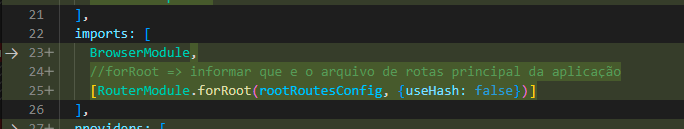 21 ],
22 imports: [
23+ BrowserModule,
24+ //forRoot => informar que e o arquivo de rotas principal da aplicação
25+ [RouterModule.forRoot(rootRoutesConfig, {useHash: false})]
26 ],
27+ providers: [